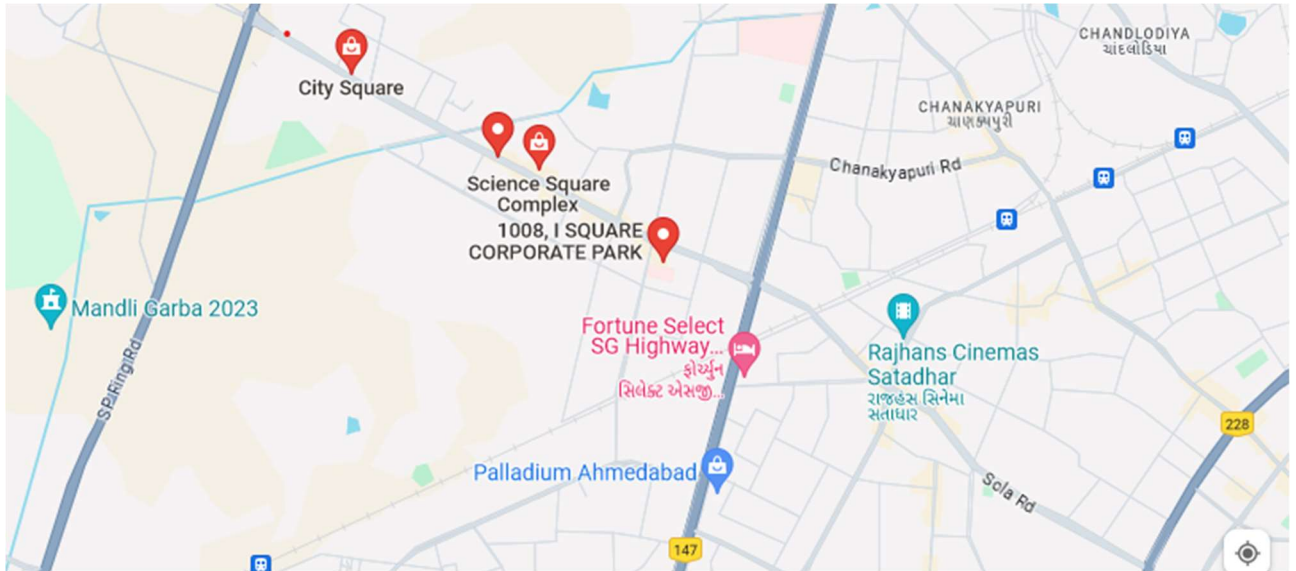 CHANDLODIYA
ચાંદલોડિયા
City Square
CHANAKYAPURI
ચાણક્યપુરી
Chanakyapuri Rd
Science Square
Complex
1008, I SQUARE
CORPORATE PARK
Mandli Garba 2023
Fortune Select
SG Highway...
ફોર્ચ્યુન
સિલેક્ટ એસજી...
Rajhans Cinemas
Satadhar
રાજહંસ સિનેમા
સતાધાર
SP Ring Rd
228
Palladium Ahmedabad
Sola Rd
147